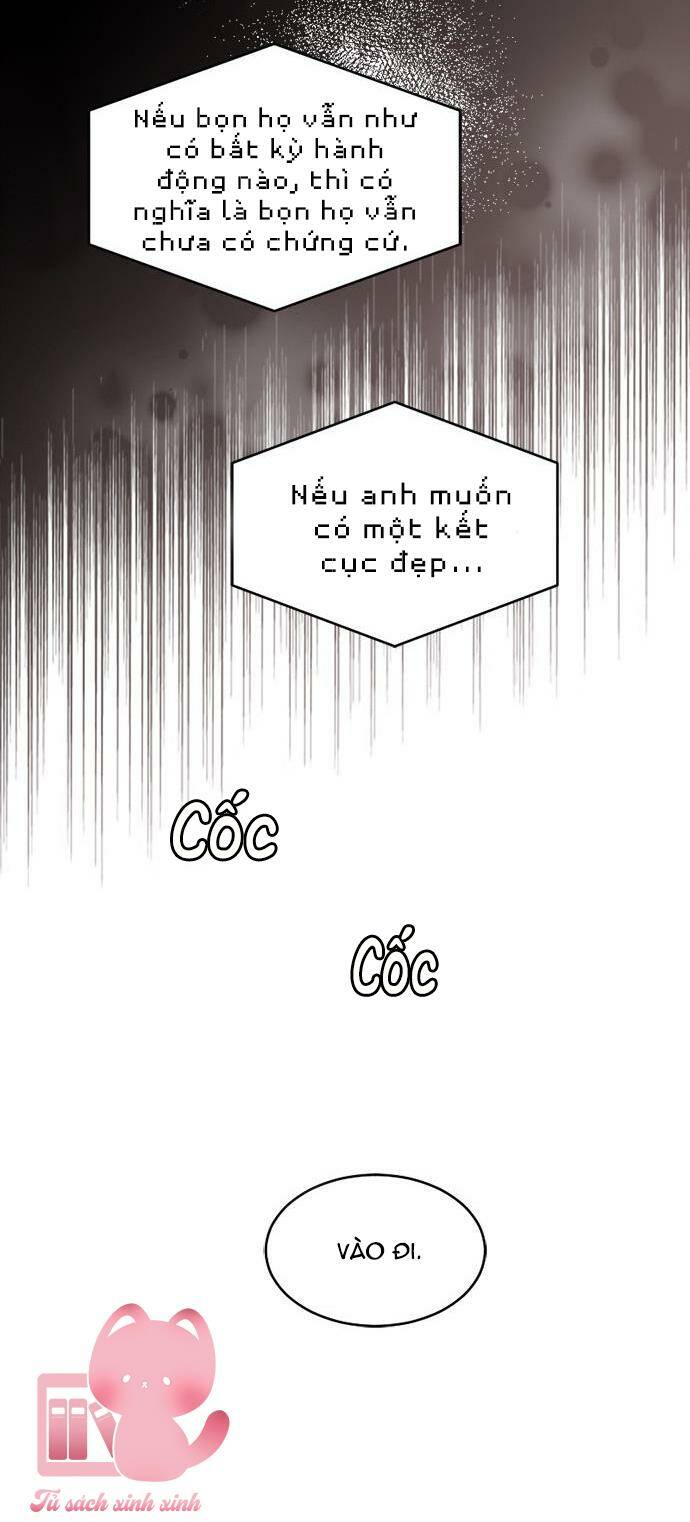 Nếu bọn họ vẫn như
có bất kỳ hành
động nào, thì có
nghĩa là bọn họ vẫn
chưa có chứng cứ.
Nếu anh muốn
có một kết
cục đẹp...
Cốc
Cốc
VÀO ĐI.
Tủ sách xinh xinh